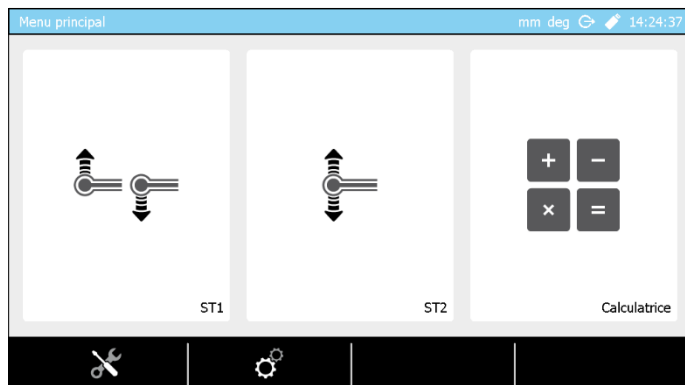 Menu principal mm deg 14:24:37
+ −
× =
ST1 ST2 Calculatrice